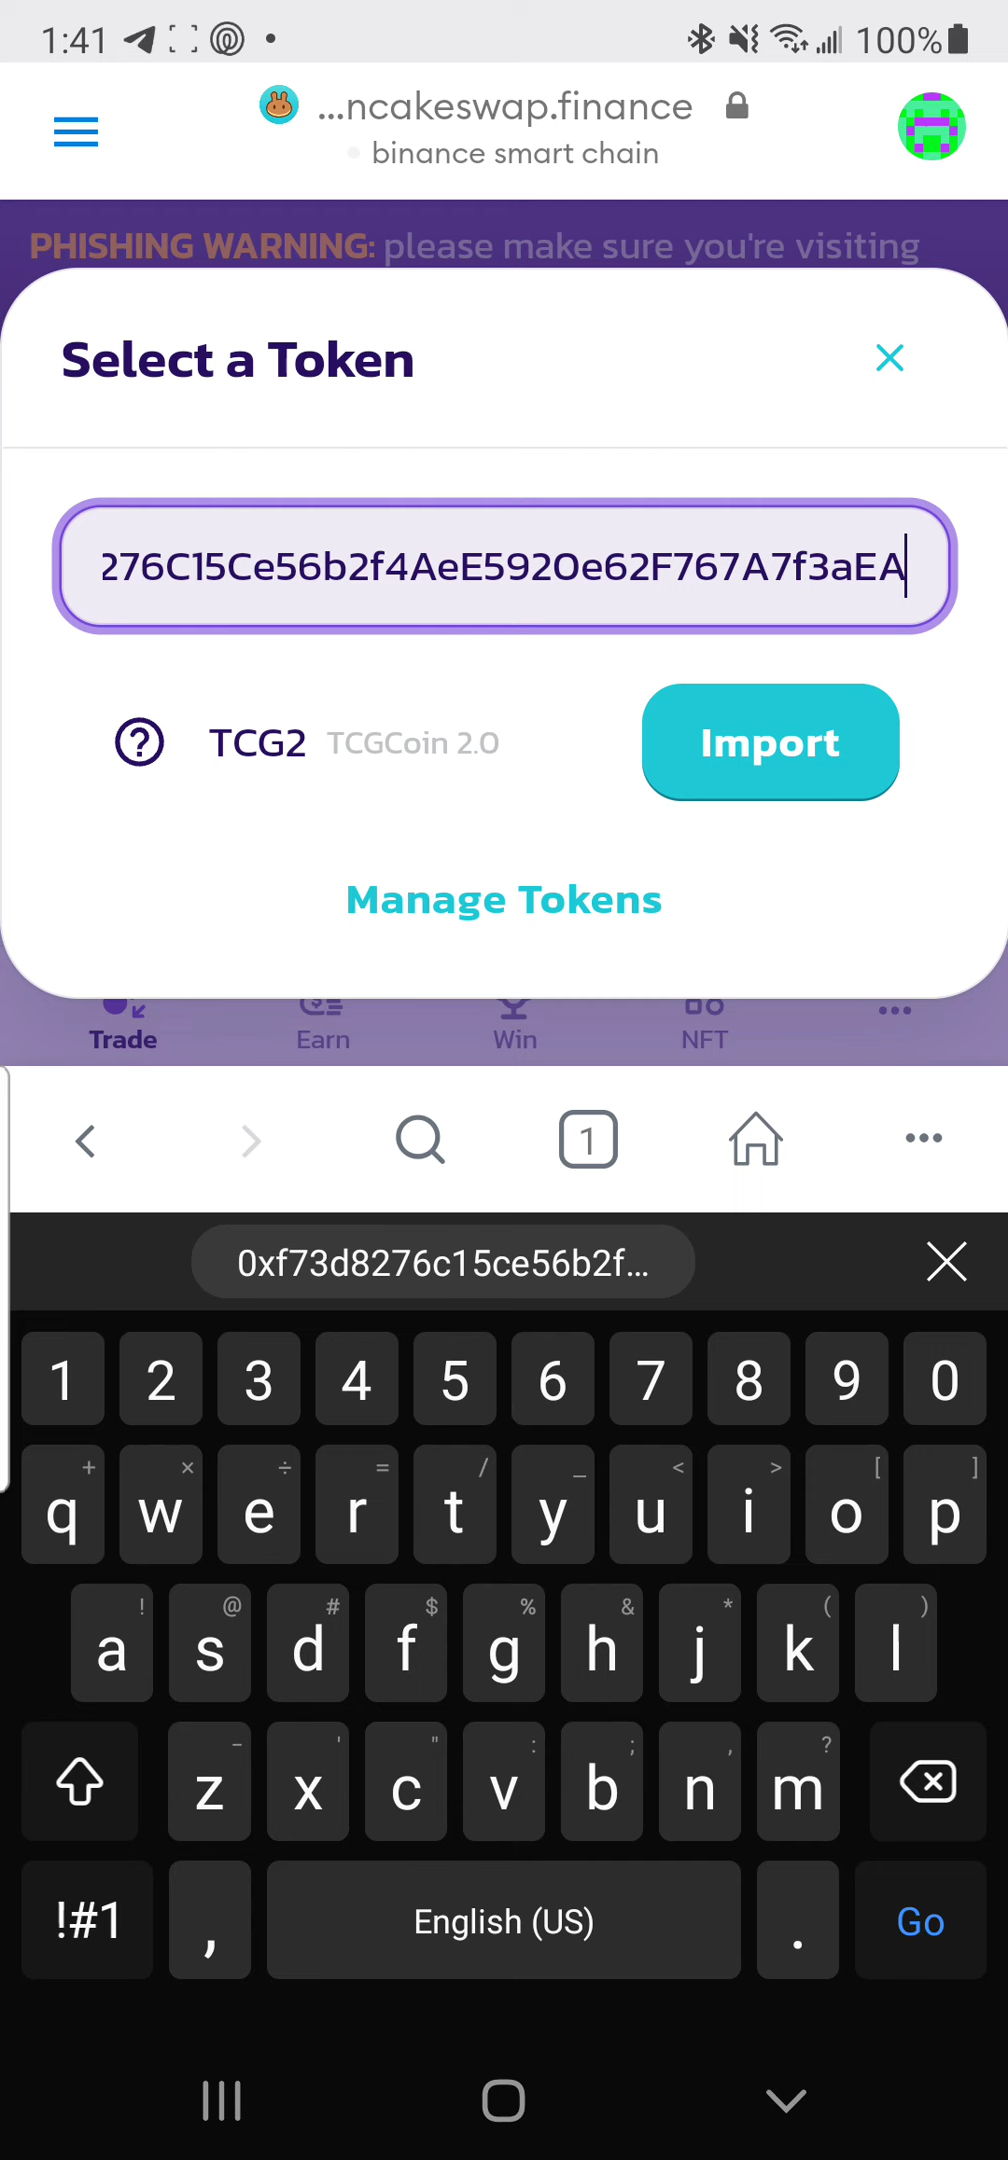 1:41 100%
...ncakeswap.finance
binance smart chain
PHISHING WARNING: please make sure you're visiting
Select a Token
276C15Ce56b2f4AeE5920e62F767A7f3aEA
TCG2 TCGCoin 2.0 Import
Manage Tokens
Trade Earn Win NFT
1
0xf73d8276c15ce56b2f...
1 2 3 4 5 6 7 8 9 0
+ × ÷ = / _ < > [ ]
q w e r t y u i o p
! @ # $ % & * ( )
a s d f g h j k l
- ' " : ; , ?
z x c v b n m
!#1 , English (US) . Go